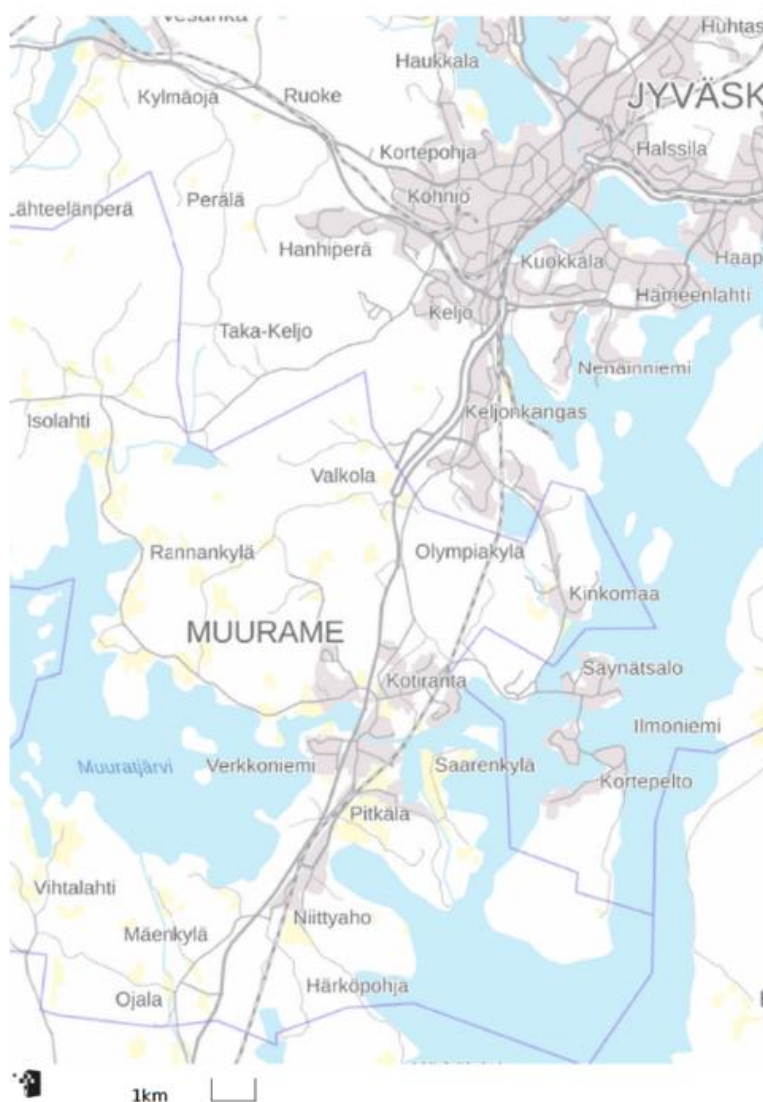 Vesanka
Huhtas
Haukkala
Kylmäoja
Ruoke
JYVÄSK
Kortepohja
Halssila
Lähteelänperä
Perälä
Kohnio
Hanhiperä
Kuokkala
Haap
Hämeenlahti
Keljo
Taka-Keljo
Nenäinniemi
Isolahti
Keljonkangas
Valkola
Rannankylä
Olympiakylä
Kinkomaa
MUURAME
Kotiranta
Säynätsalo
Ilmoniemi
Muuratjärvi
Verkkoniemi
Saarenkylä
Kortepelto
Pitkälä
Vihtalahti
Niittyaho
Mäenkylä
Ojala
Härköpohja
1km